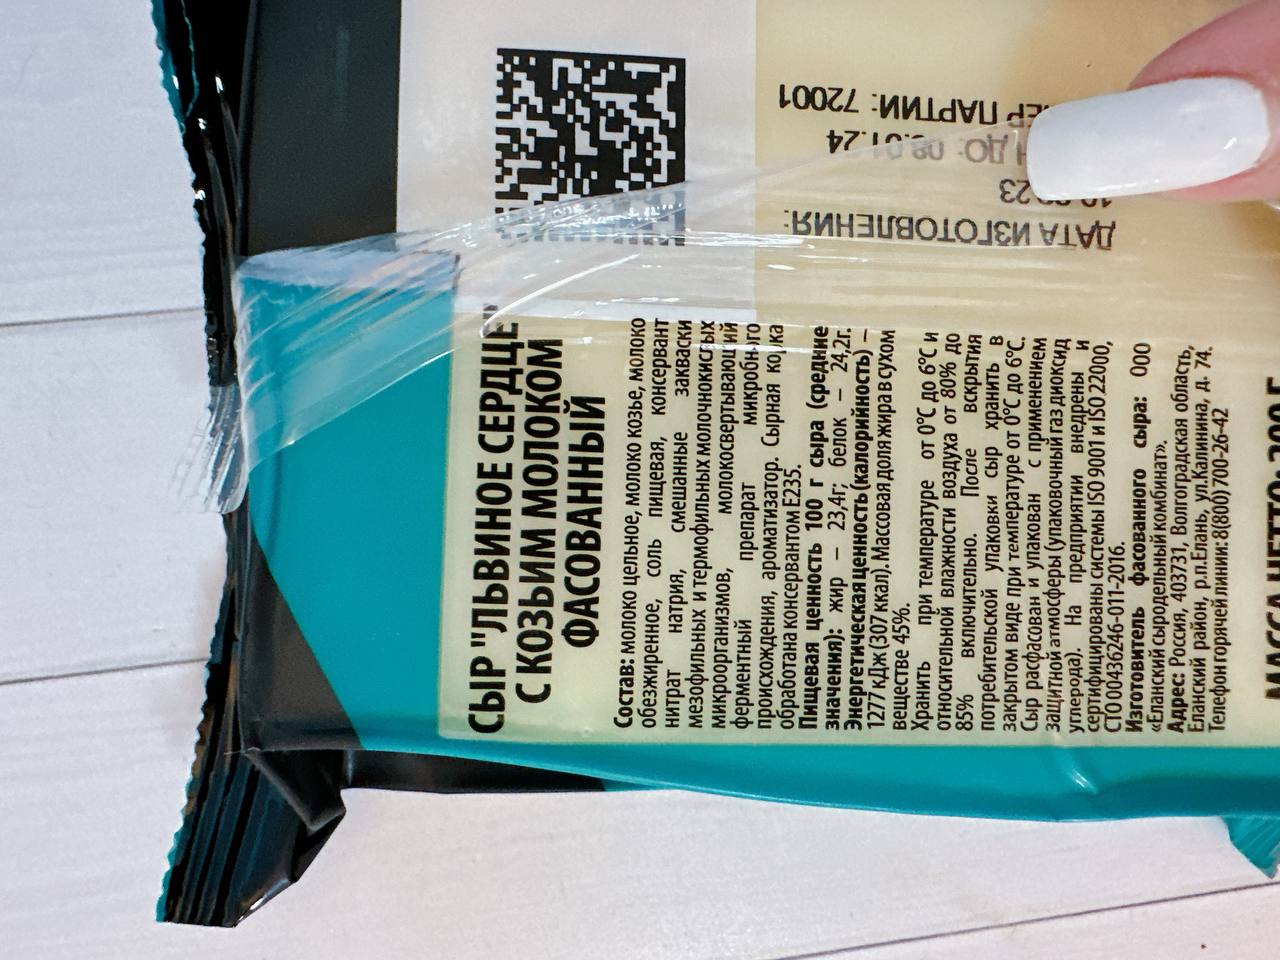 СЫР "ЛЬВИНОЕ СЕРДЦЕ"
С КОЗЬИМ МОЛОКОМ
ФАСОВАННЫЙ
Состав: молоко цельное, молоко козье, молоко
обезжиренное, соль пищевая, консервант
нитрат натрия, смешанные закваски
мезофильных и термофильных молочнокислых
микроорганизмов, молокосвертывающий
ферментный препарат микробного
происхождения, ароматизатор. Сырная корка
обработана консервантом Е235.
Пищевая ценность 100 г сыра (средние
значения): жир – 23,4г; белок – 24,2г.
Энергетическая ценность (калорийность) –
1277 кДж (307 ккал). Массовая доля жира в сухом
веществе 45%.
Хранить при температуре от 0°С до 6°С и
относительной влажности воздуха от 80% до
85% включительно. После вскрытия
потребительской упаковки сыр хранить в
закрытом виде при температуре от 0°С до 6°С.
Сыр расфасован и упакован с применением
защитной атмосферы (упаковочный газ диоксид
углерода). На предприятии внедрены и
сертифицированы системы ISO 9001 и ISO 22000,
СТО 00436246-011-2016.
Изготовитель фасованного сыра: ООО
«Еланский сыродельный комбинат».
Адрес: Россия, 403731, Волгоградская область,
Еланский район, р.п.Елань, ул.Калинина, д. 74.
Телефон горячей линии: 8(800)700-26-42
МАССА НЕТТО: 200 г
ДАТА ИЗГОТОВЛЕНИЯ:
ДО: 08.01.24
ПАРТИИ: 72001